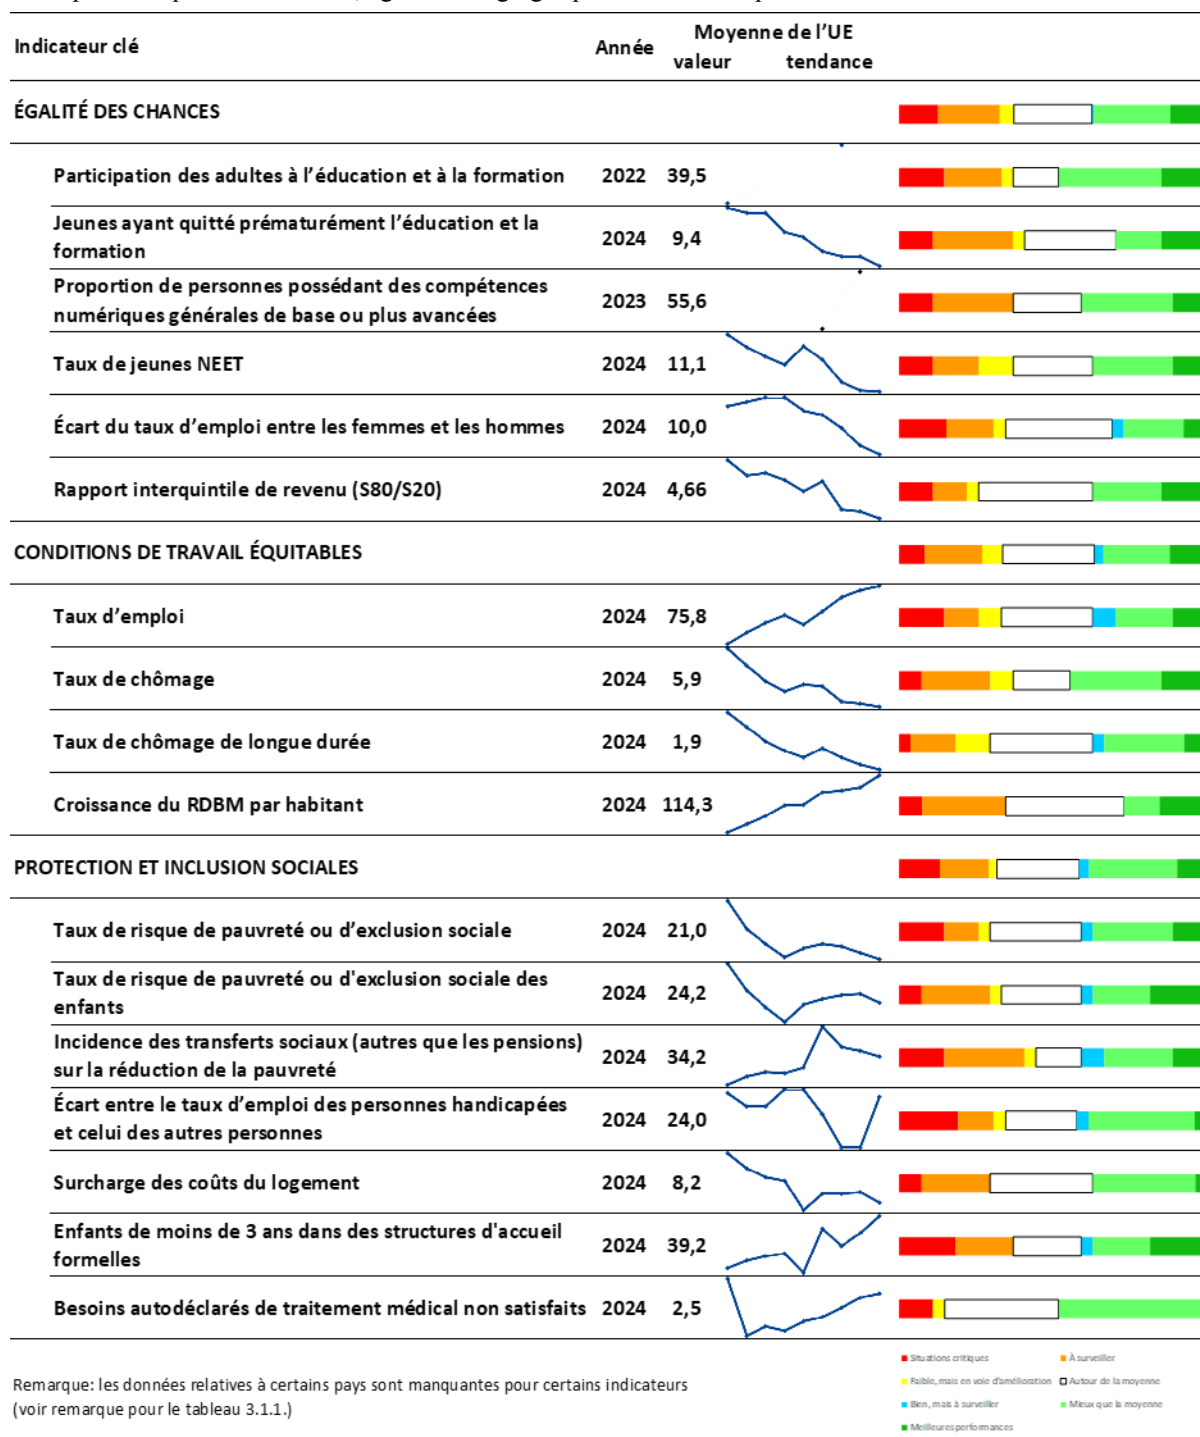 Indicateur clé Année Moyenne de l’UE
valeur tendance
ÉGALITÉ DES CHANCES
Participation des adultes à l’éducation et à la formation 2022 39,5
Jeunes ayant quitté prématurément l’éducation et la
formation 2024 9,4
Proportion de personnes possédant des compétences
numériques générales de base ou plus avancées 2023 55,6
Taux de jeunes NEET 2024 11,1
Écart du taux d’emploi entre les femmes et les hommes 2024 10,0
Rapport interquintile de revenu (S80/S20) 2024 4,66
CONDITIONS DE TRAVAIL ÉQUITABLES
Taux d’emploi 2024 75,8
Taux de chômage 2024 5,9
Taux de chômage de longue durée 2024 1,9
Croissance du RDBM par habitant 2024 114,3
PROTECTION ET INCLUSION SOCIALES
Taux de risque de pauvreté ou d’exclusion sociale 2024 21,0
Taux de risque de pauvreté ou d'exclusion sociale des
enfants 2024 24,2
Incidence des transferts sociaux (autres que les pensions)
sur la réduction de la pauvreté 2024 34,2
Écart entre le taux d’emploi des personnes handicapées
et celui des autres personnes 2024 24,0
Surcharge des coûts du logement 2024 8,2
Enfants de moins de 3 ans dans des structures d'accueil
formelles 2024 39,2
Besoins autodéclarés de traitement médical non satisfaits 2024 2,5
Situations critiques À surveiller
Faible, mais en voie d’amélioration Autour de la moyenne
Bien, mais à surveiller Mieux que la moyenne
Meilleures performances
Remarque: les données relatives à certains pays sont manquantes pour certains indicateurs
(voir remarque pour le tableau 3.1.1.)